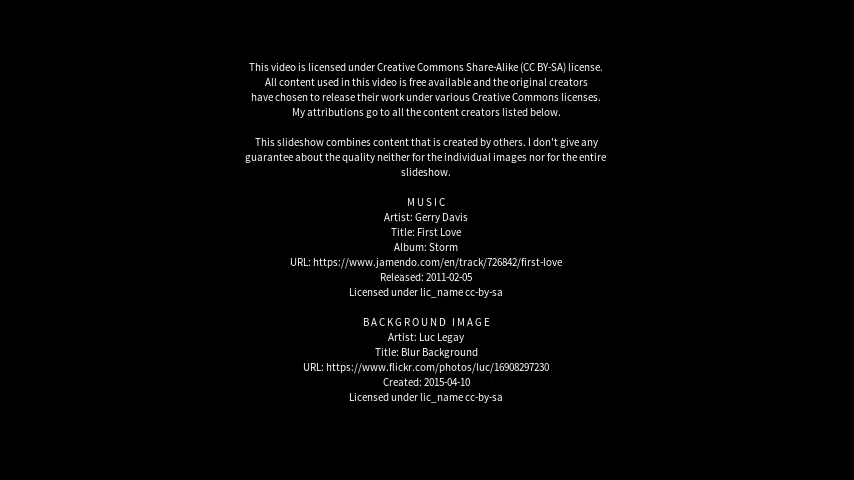 This video is licensed under Creative Commons Share-Alike (CC BY-SA) license.
All content used in this video is free available and the original creators
have chosen to release their work under various Creative Commons licenses.
My attributions go to all the content creators listed below.
This slideshow combines content that is created by others. I don't give any
guarantee about the quality neither for the individual images nor for the entire
slideshow.
MUSIC
Artist: Gerry Davis
Title: First Love
Album: Storm
URL: https://www.jamendo.com/en/track/726842/first-love
Released: 2011-02-05
Licensed under lic_name cc-by-sa
BACKGROUND IMAGE
Artist: Luc Legay
Title: Blur Background
URL: https://www.flickr.com/photos/luc/16908297230
Created: 2015-04-10
Licensed under lic_name cc-by-sa